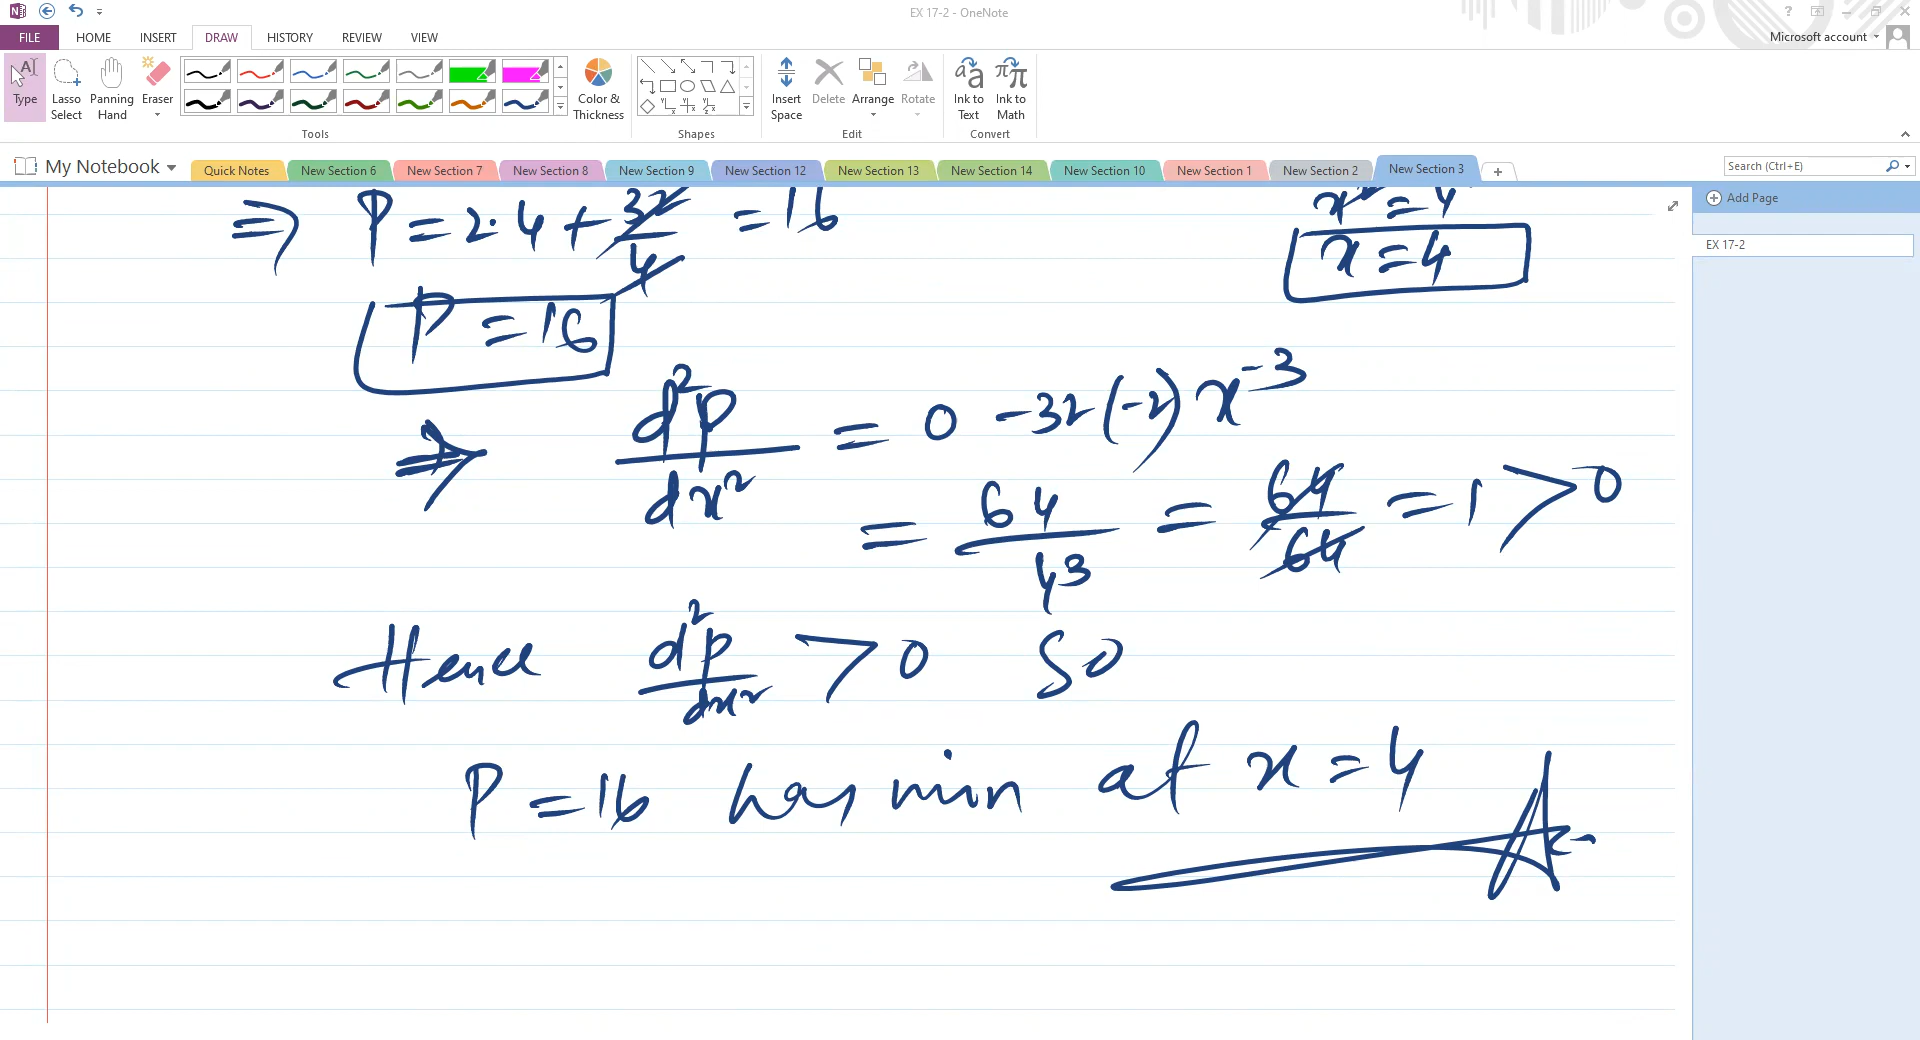 EX 17-2 - OneNote
FILE HOME INSERT DRAW HISTORY REVIEW VIEW
Microsoft account
Type
Lasso Select
Panning Hand
Eraser
Color & Thickness
Insert Space
Delete
Arrange
Rotate
Ink to Text
Ink to Math
Tools Shapes Edit Convert
My Notebook Quick Notes New Section 6 New Section 7 New Section 8 New Section 9 New Section 12 New Section 13 New Section 14 New Section 10 New Section 1 New Section 2 New Section 3
Search (Ctrl+E)
Add Page
EX 17-2
⇒ P = 2·4 + 32/4 = 16
x² = 4²
x = 4
P = 16
⇒ d²p/dx² = 0 -32(-2)x⁻³
= 64/4³ = 64/64 = 1 > 0
Hence d²p/dx² > 0 So
P = 16 has min at x = 4